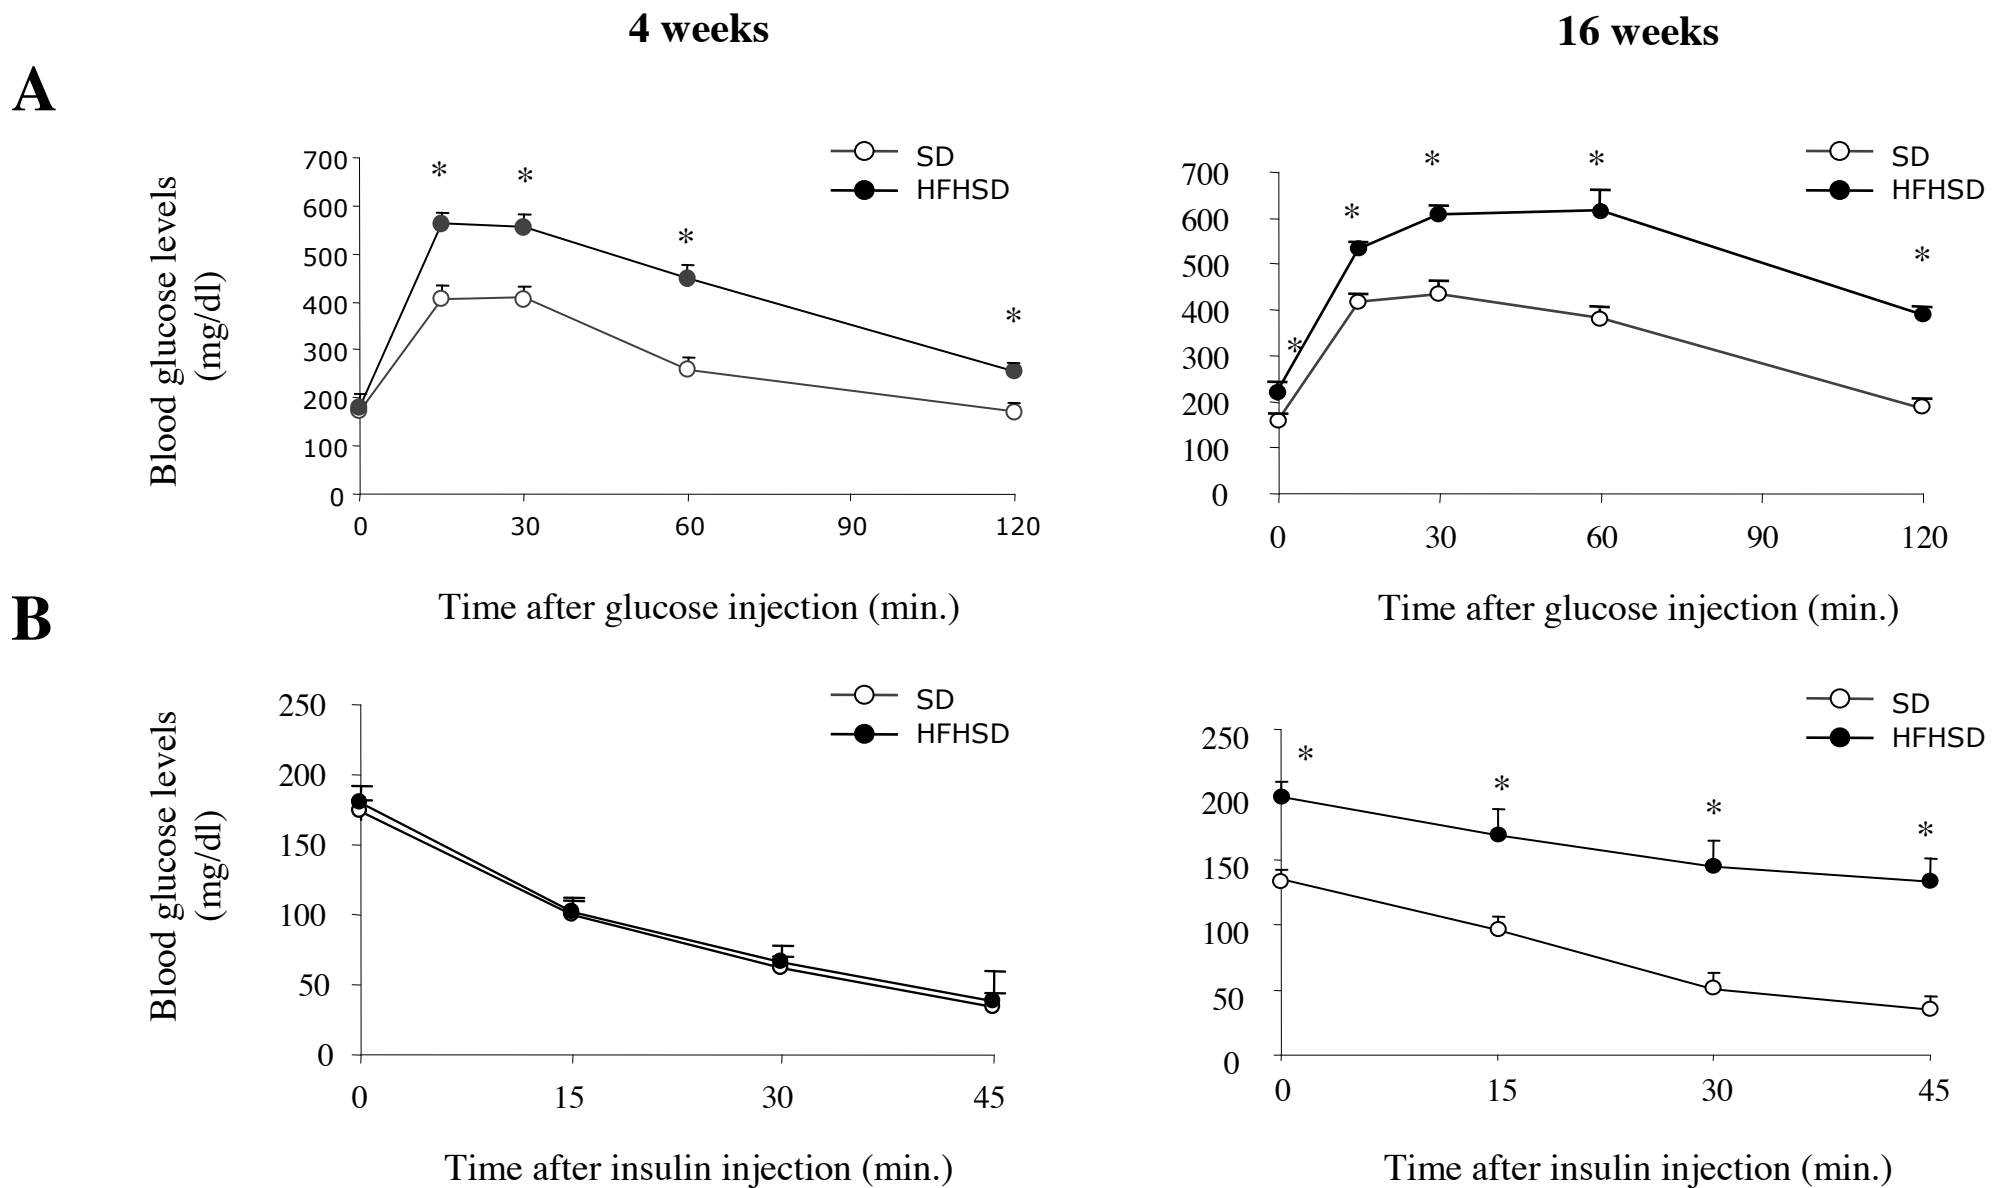 4 weeks
16 weeks
A
Blood glucose levels
(mg/dl)
700
600
500
400
300
200
100
0
0 30 60 90 120
* * * *
SD
HFHSD
Time after glucose injection (min.)
700
600
500
400
300
200
100
0
0 30 60 90 120
* * * * *
SD
HFHSD
Time after glucose injection (min.)
B
Blood glucose levels
(mg/dl)
250
200
150
100
50
0
0 15 30 45
SD
HFHSD
Time after insulin injection (min.)
250
200
150
100
50
0
0 15 30 45
* * * *
SD
HFHSD
Time after insulin injection (min.)